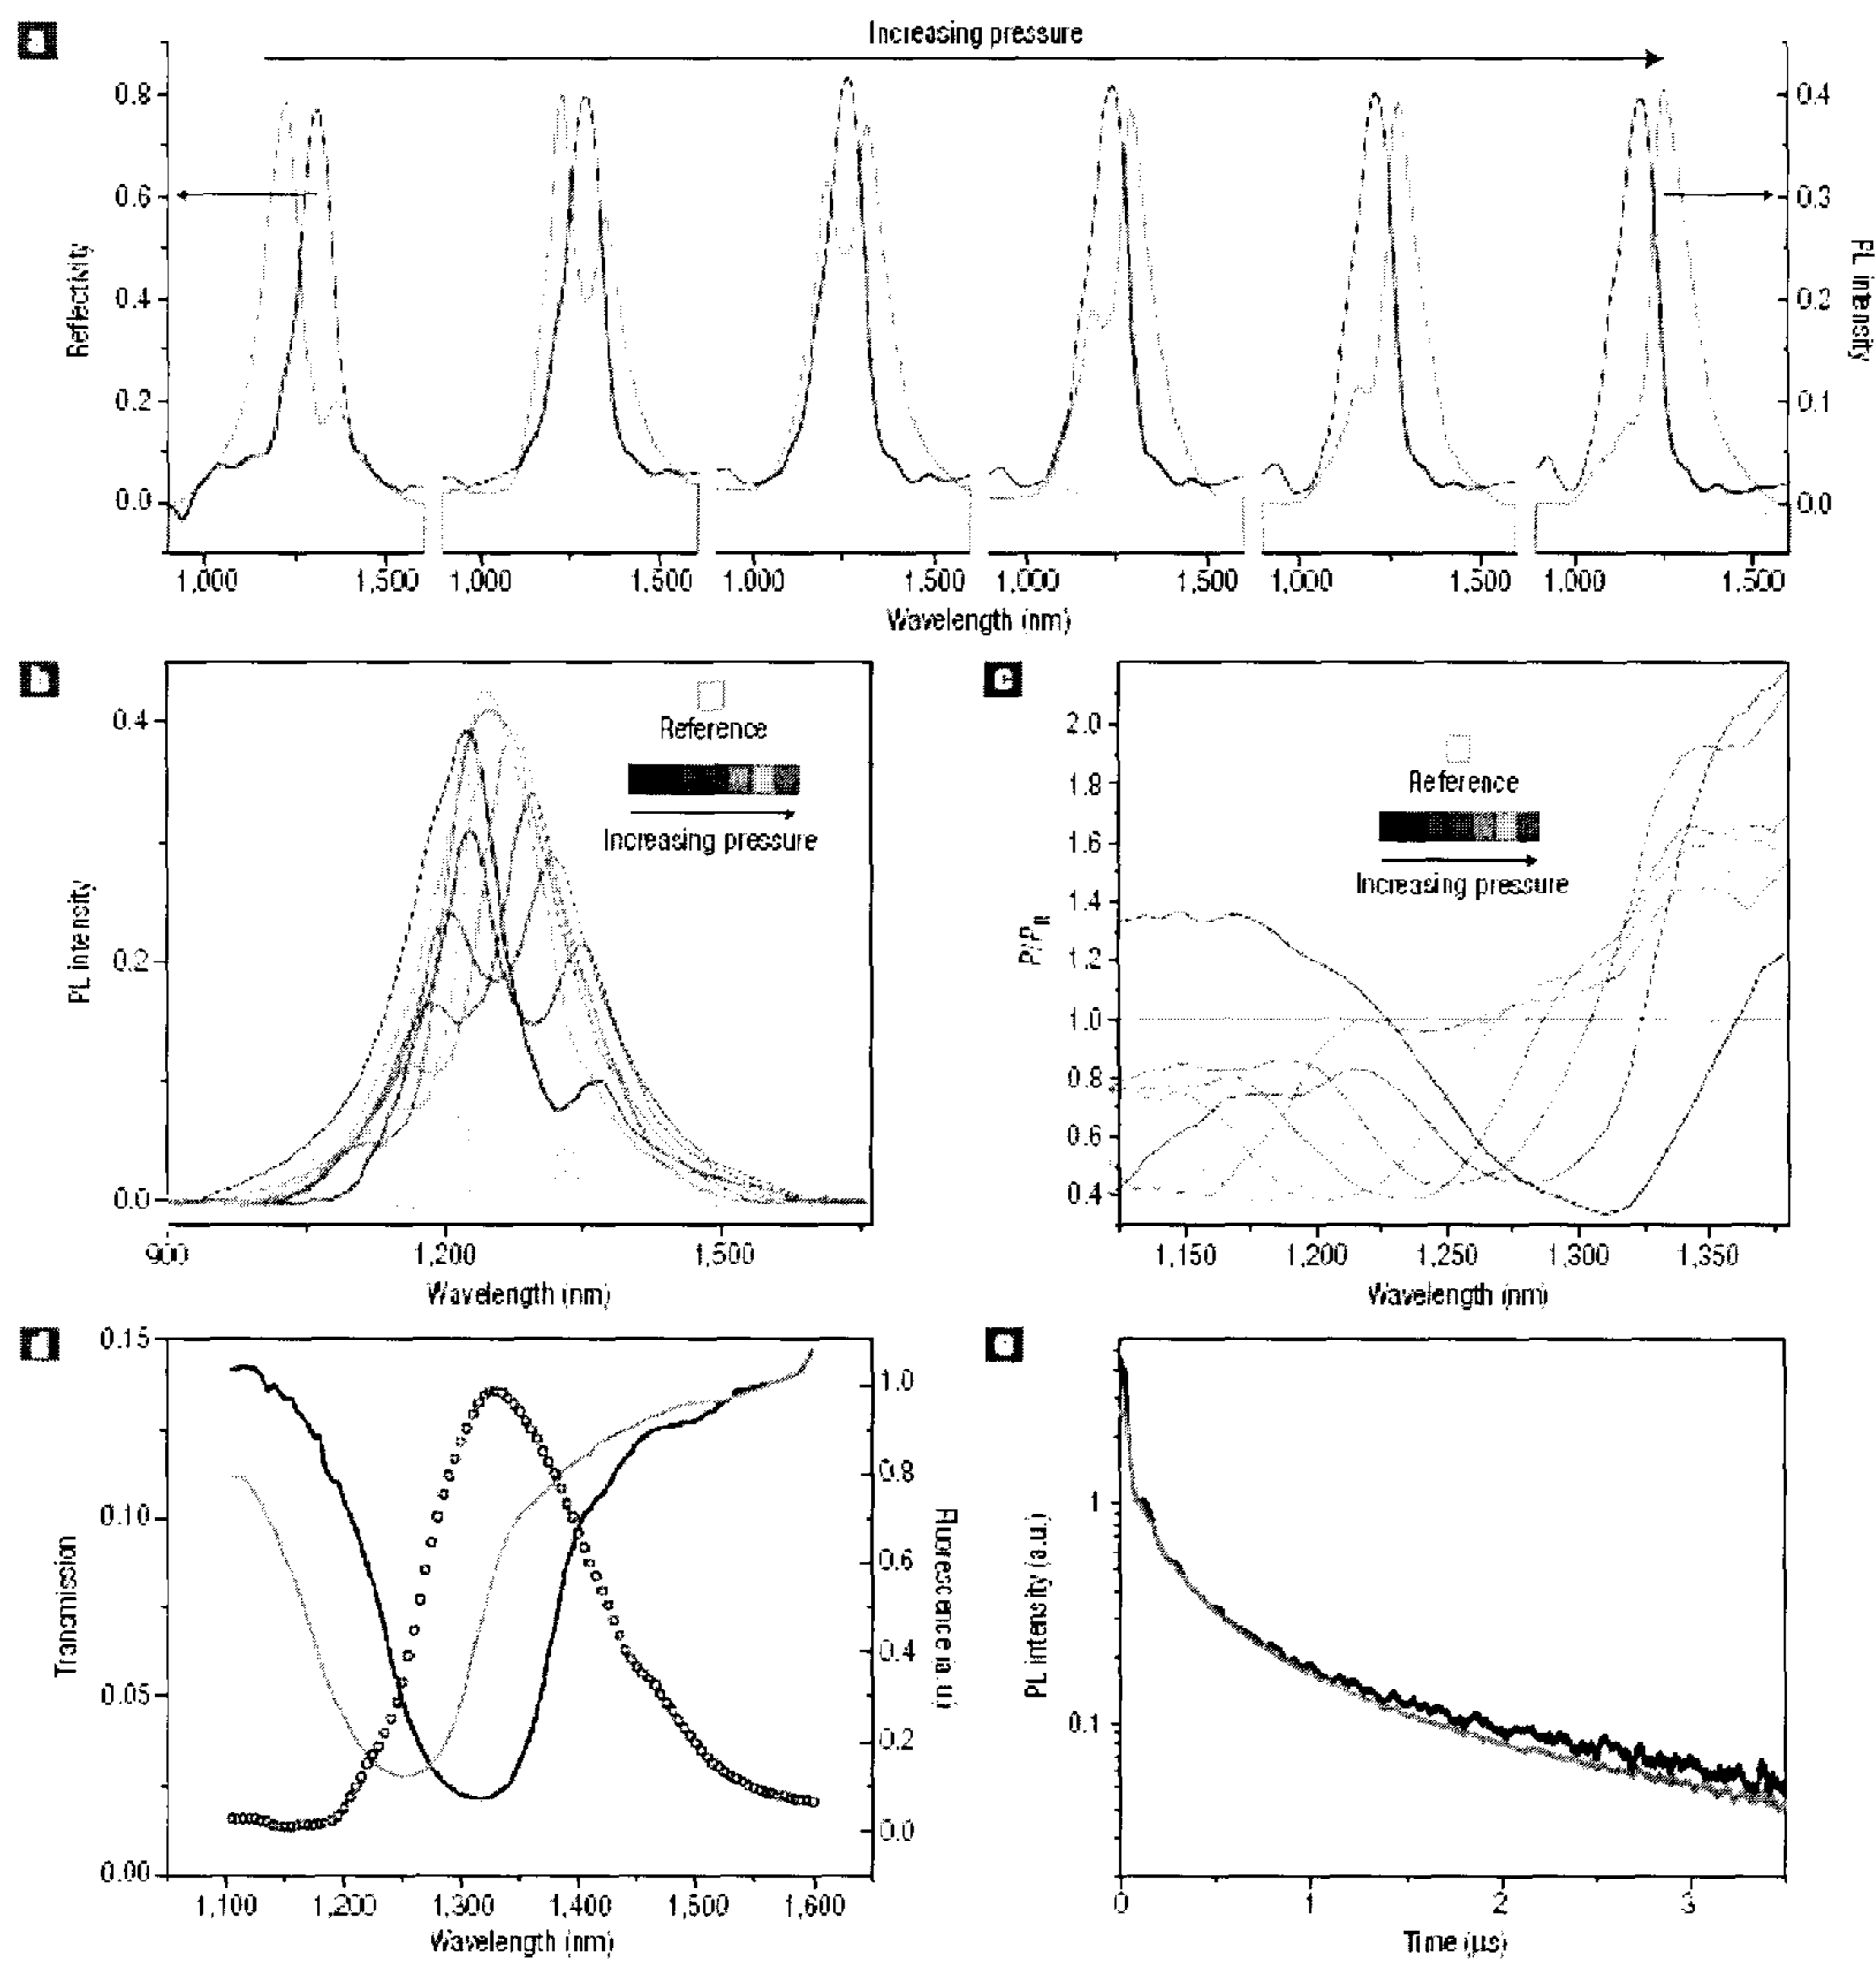 a
Increasing pressure
0.8
0.6
0.4
0.2
0.0
Reflectivity
0.4
0.3
0.2
0.1
0.0
PL intensity
1,000 1,500 1,000 1,500 1,000 1,500 1,000 1,500 1,000 1,500 1,000 1,500
Wavelength (nm)
b
0.4
0.2
0.0
PL intensity
Reference
Increasing pressure
900 1,200 1,500
Wavelength (nm)
c
2.0
1.8
1.6
1.4
1.2
1.0
0.8
0.6
0.4
P/PR
Reference
Increasing pressure
1,150 1,200 1,250 1,300 1,350
Wavelength (nm)
d
0.15
0.10
0.05
0.00
Transmission
1.0
0.8
0.6
0.4
0.2
0.0
Fluorescence (a.u.)
1,100 1,200 1,300 1,400 1,500 1,600
Wavelength (nm)
e
1
0.1
PL intensity (a.u.)
0 1 2 3
Time (μs)